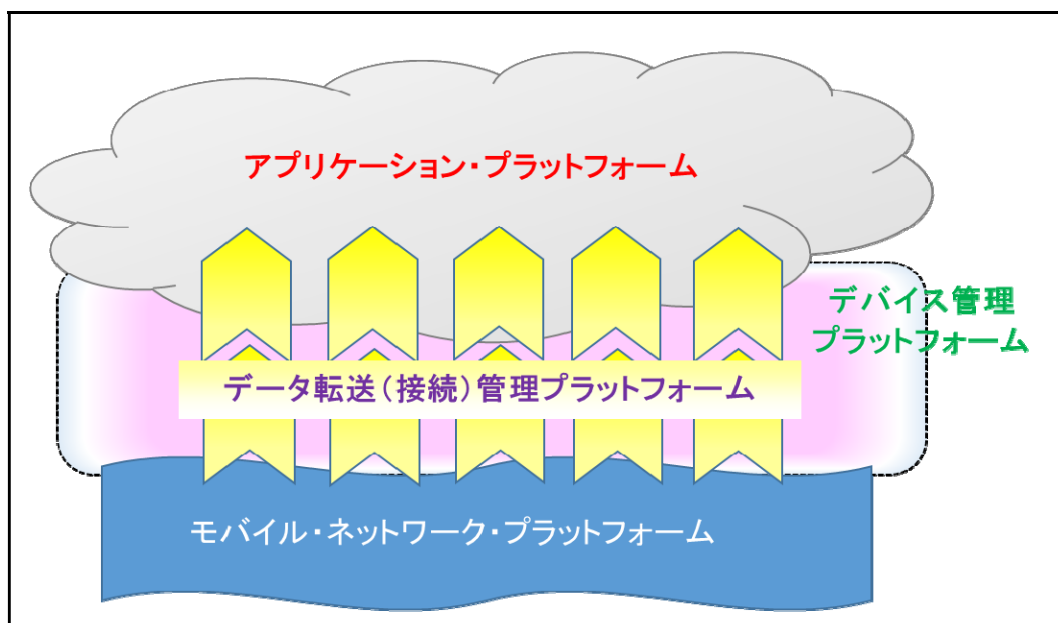 アプリケーション・プラットフォーム
デバイス管理
プラットフォーム
データ転送（接続）管理プラットフォーム
モバイル・ネットワーク・プラットフォーム